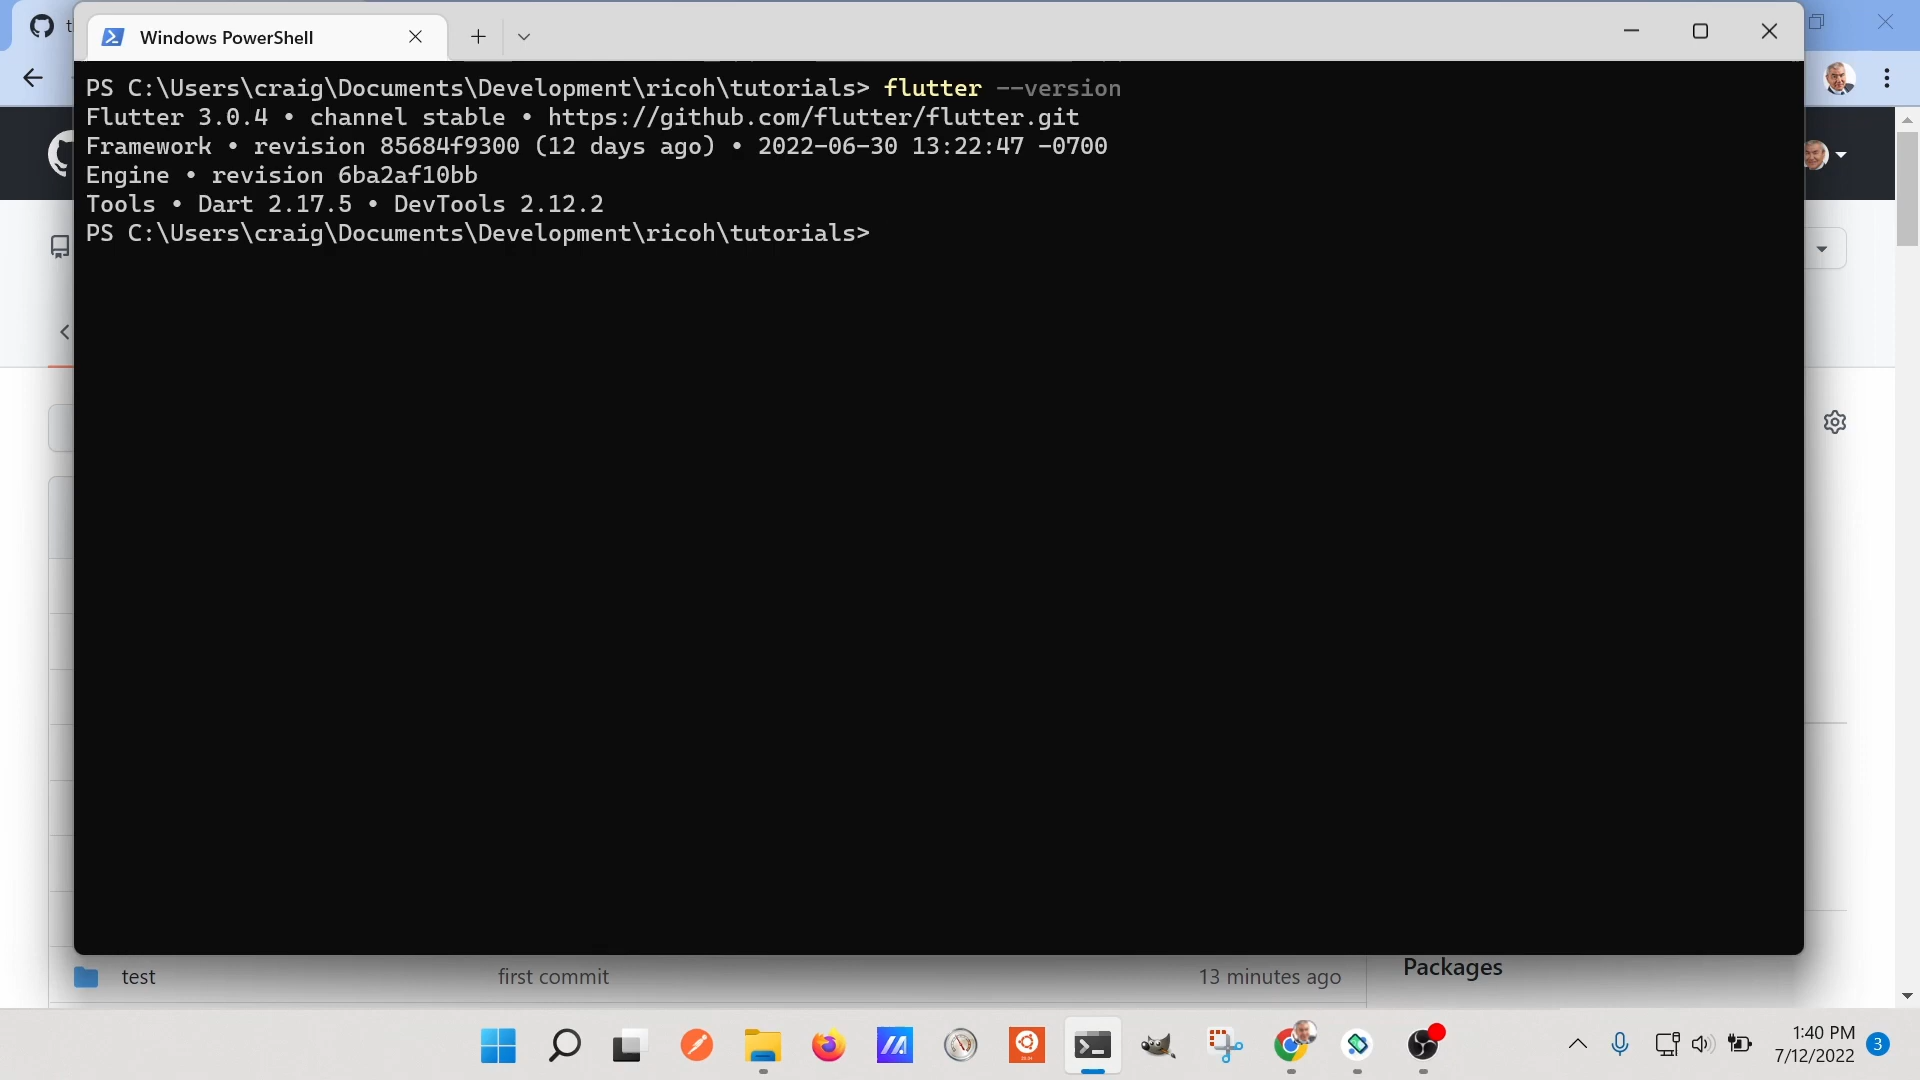 Windows PowerShell
PS C:\Users\craig\Documents\Development\ricoh\tutorials> flutter --version
Flutter 3.0.4 • channel stable • https://github.com/flutter/flutter.git
Framework • revision 85684f9300 (12 days ago) • 2022-06-30 13:22:47 -0700
Engine • revision 6ba2af10bb
Tools • Dart 2.17.5 • DevTools 2.12.2
PS C:\Users\craig\Documents\Development\ricoh\tutorials>
test first commit 13 minutes ago
Packages
1:40 PM
7/12/2022
3